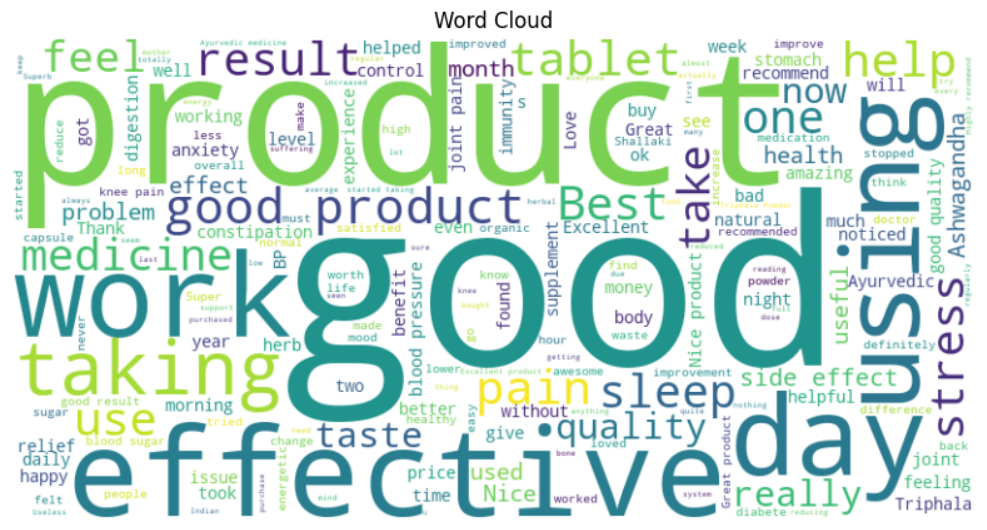 Word Cloud
keep
Superb
feel
mother
totally
well
Ayurvedic medicine
result
regular
helped
control
improved
month
tablet
everyone
week
almost
actually
improve
stomach
recommend
help
will
try
every
Highly recommend
product
reduce
got
long
digestion
working
less
anxiety
energy
increased
make
level
suffering
overall
experience
high
lot
joint pain
immunity
s
Love
buy
Great
Shallaki
ok
see
many
first
one
now
medication
health
amazing
stopped
think
using
good quality
Ashwagandha
started
knee pain
effect
average
started taking
herbal
food
take
increase
Triphala Powder
bad
natural
recommended
much
doctor
noticed
always
problem
Thank
capsule
seem
good product
must
constipation
satisfied
even
organic
Best
Excellent
medicine
last
normal
BP
low
work
Super
support
purchased
never
year
herb
good
worth
life
seen
made
mood
benefit
blood pressure
sure
know
knee
bought
go
found
supplement
hour
find
due
money
body
waste
Nice product
reduced
reading
powder
night
full
dose
useful
Ayurvedic
definitely
regularly
stress
taking
two
lower
Excellent product
awesome
getting
thing
improvement
side effect
helpful
difference
good result
sugar
morning
tried
use
better
healthy
easy
pain
sleep
without
anything
quite
nothing
day
relief
daily
happy
blood sugar
change
need
taste
give
quality
loved
Great product
back
joint
feeling
effective
felt
Useless
people
issue
took
Indian
purchase
energetic
mind
price
time
used
Nice
worked
bone
system
really
diabete
reducing
Triphala